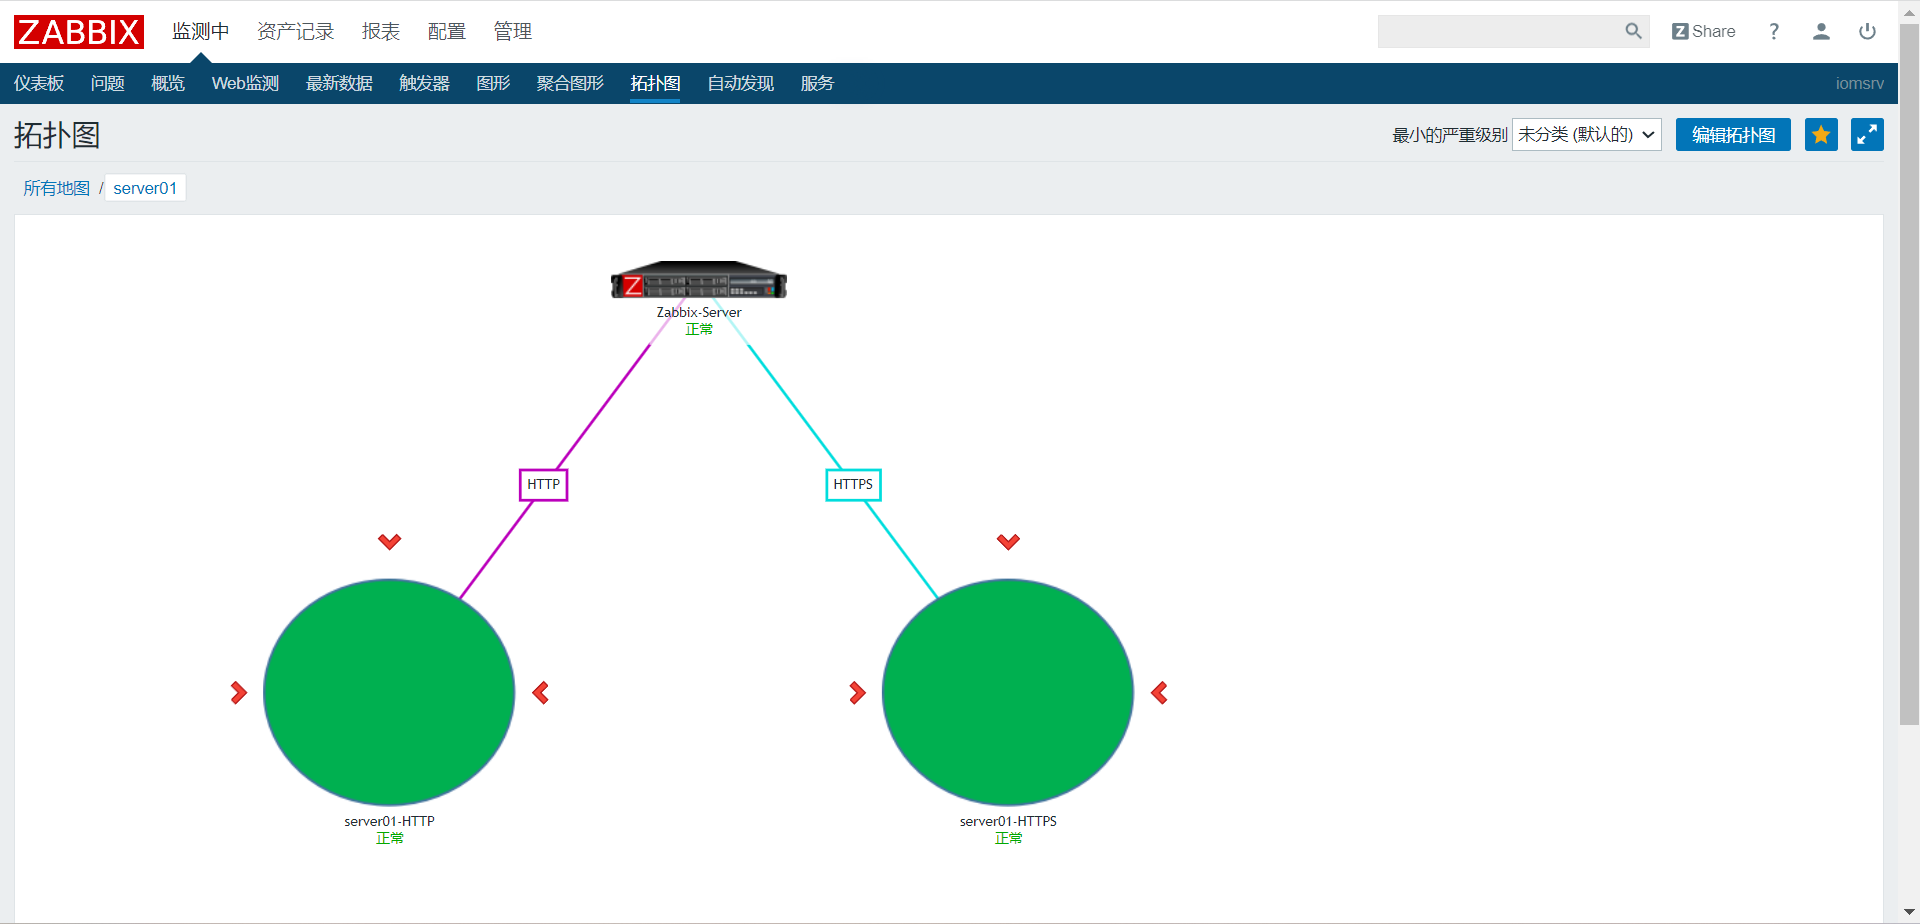 ZABBIX 监测中 资产记录 报表 配置 管理 Z Share ?
仪表板 问题 概览 Web监测 最新数据 触发器 图形 聚合图形 拓扑图 自动发现 服务 iomsrv
拓扑图 最小的严重级别 未分类 (默认的) 编辑拓扑图
所有地图 / server01
Z
Zabbix-Server
正常
HTTP HTTPS
server01-HTTP server01-HTTPS
正常 正常